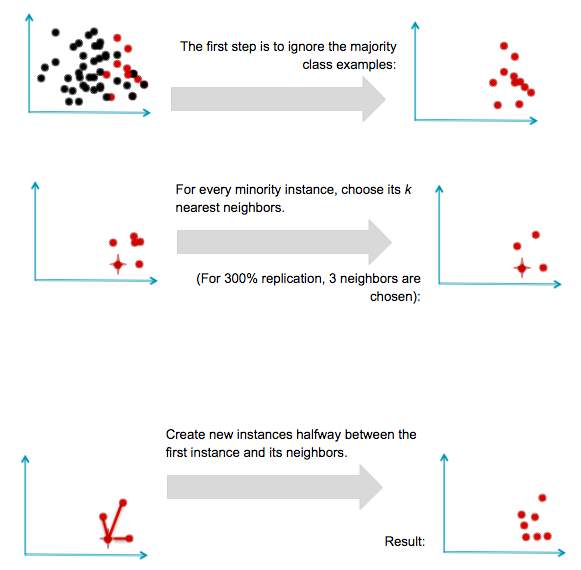 The first step is to ignore the majority
class examples:
For every minority instance, choose its k
nearest neighbors.
(For 300% replication, 3 neighbors are
chosen):
Create new instances halfway between the
first instance and its neighbors.
Result: